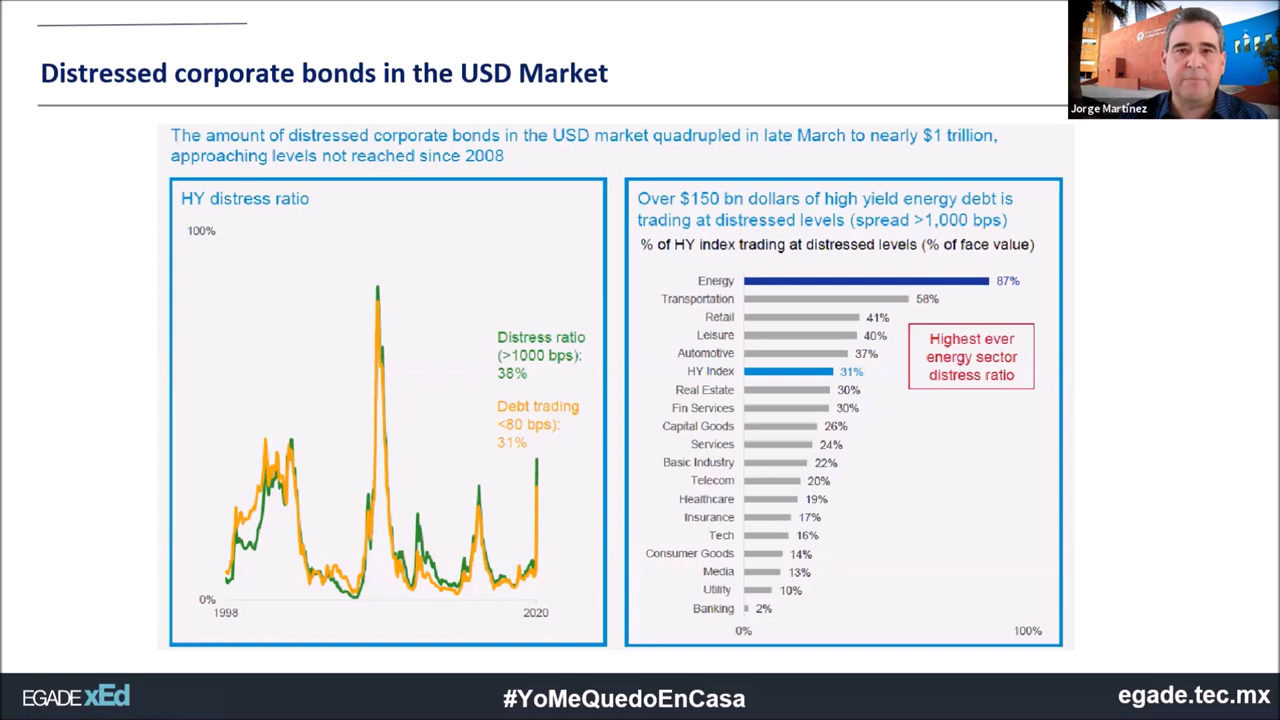 Distressed corporate bonds in the USD Market
Jorge Martínez
The amount of distressed corporate bonds in the USD market quadrupled in late March to nearly $1 trillion,
approaching levels not reached since 2008
HY distress ratio
100%
Distress ratio
(>1000 bps):
38%
Debt trading
<80 bps):
31%
0%
1998
2020
Over $150 bn dollars of high yield energy debt is
trading at distressed levels (spread >1,000 bps)
% of HY index trading at distressed levels (% of face value)
Energy 87%
Transportation 58%
Retail 41%
Leisure 40%
Automotive 37%
HY Index 31%
Real Estate 30%
Fin Services 30%
Capital Goods 26%
Services 24%
Basic Industry 22%
Telecom 20%
Healthcare 19%
Insurance 17%
Tech 16%
Consumer Goods 14%
Media 13%
Utility 10%
Banking 2%
0% 100%
Highest ever
energy sector
distress ratio
EGADE xEd
#YoMeQuedoEnCasa
egade.tec.mx